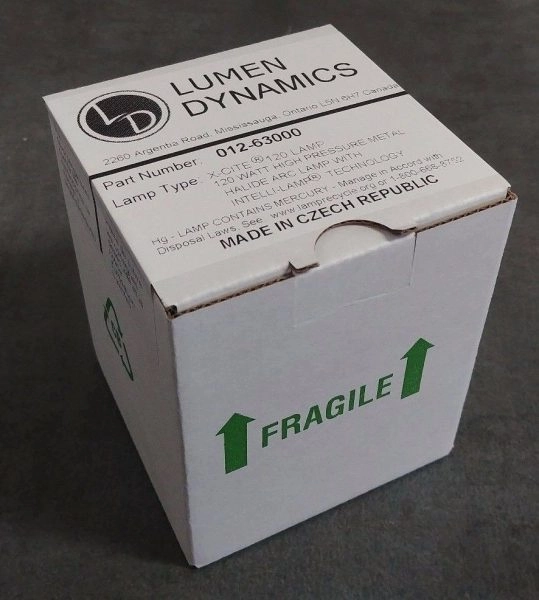 LD
LUMEN
DYNAMICS
2260 Argentia Road, Mississauga, Ontario L5N 6H7 Canada
Part Number: 012-63000
Lamp Type: X-CITE® 120 LAMP
120 WATT HIGH PRESSURE METAL
HALIDE ARC LAMP WITH
INTELLI-LAMP® TECHNOLOGY
Hg - LAMP CONTAINS MERCURY - Manage in accord with
Disposal Laws, See www.lamprecycle.org or 1-800-668-8752
MADE IN CZECH REPUBLIC
FRAGILE